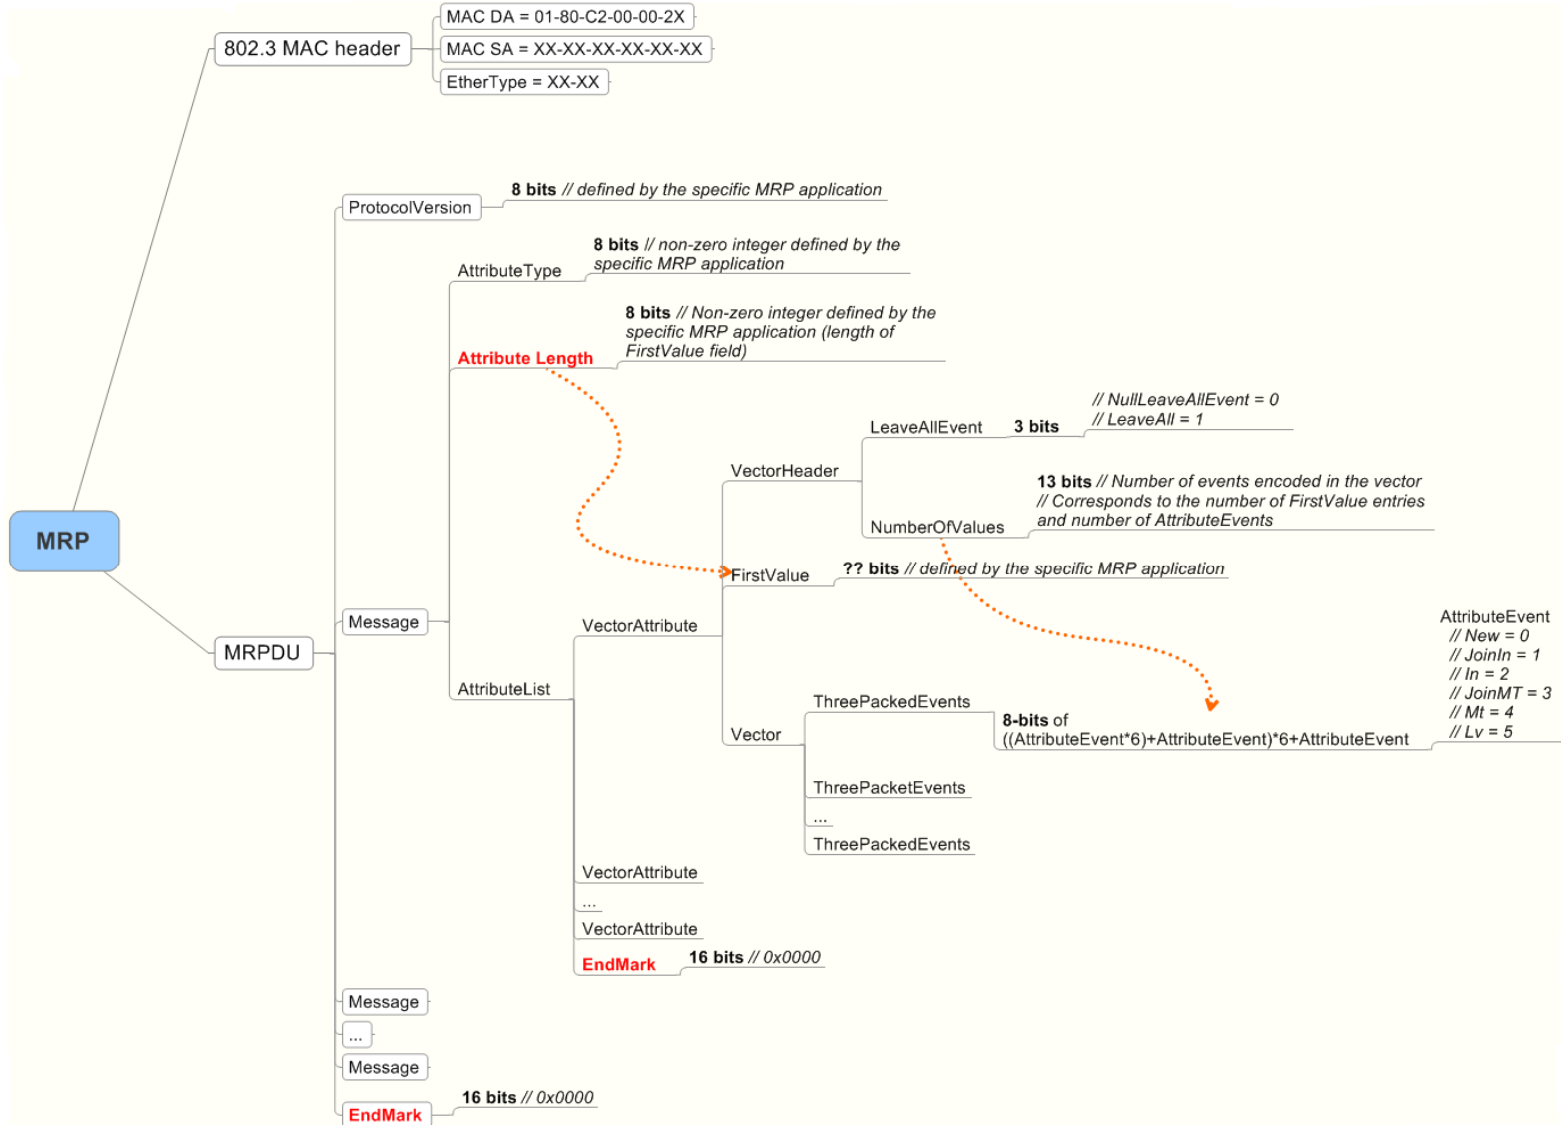 MAC DA = 01-80-C2-00-00-2X
802.3 MAC header
MAC SA = XX-XX-XX-XX-XX-XX
EtherType = XX-XX
8 bits // defined by the specific MRP application
ProtocolVersion
8 bits // non-zero integer defined by the
specific MRP application
AttributeType
8 bits // Non-zero integer defined by the
specific MRP application (length of
FirstValue field)
Attribute Length
// NullLeaveAllEvent = 0
// LeaveAll = 1
LeaveAllEvent
3 bits
VectorHeader
13 bits // Number of events encoded in the vector
// Corresponds to the number of FirstValue entries
and number of AttributeEvents
NumberOfValues
MRP
FirstValue
?? bits // defined by the specific MRP application
Message
VectorAttribute
AttributeEvent
// New = 0
// JoinIn = 1
// In = 2
// JoinMT = 3
// Mt = 4
// Lv = 5
MRPDU
AttributeList
ThreePackedEvents
8-bits of
((AttributeEvent*6)+AttributeEvent)*6+AttributeEvent
Vector
ThreePacketEvents
...
ThreePackedEvents
VectorAttribute
...
VectorAttribute
EndMark
16 bits // 0x0000
Message
...
Message
16 bits // 0x0000
EndMark